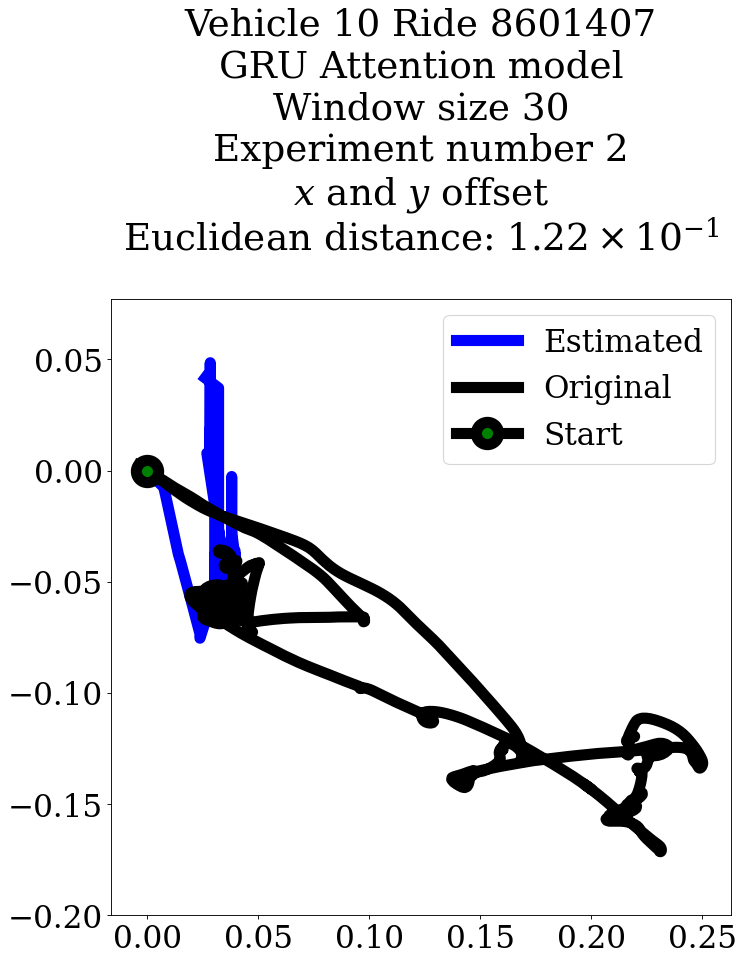 Vehicle 10 Ride 8601407
GRU Attention model
Window size 30
Experiment number 2
x and y offset
Euclidean distance: 1.22 × 10⁻¹
Estimated
Original
Start
0.05
0.00
−0.05
−0.10
−0.15
−0.20
0.00 0.05 0.10 0.15 0.20 0.25